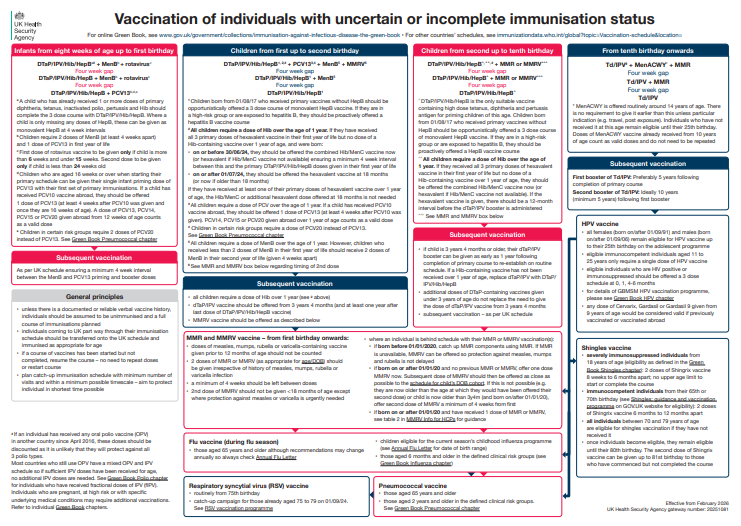 UK Health
Security
Agency
Vaccination of individuals with uncertain or incomplete immunisation status
For online Green Book, see www.gov.uk/government/collections/immunisation-against-infectious-disease-the-green-book • For other countries' schedules, see immunizationdata.who.int/global?topic=Vaccination-schedule&location=
Infants from eight weeks of age up to first birthday
DTaP/IPV/Hib/HepB + MenB + rotavirus
Four week gap
DTaP/IPV/Hib/HepB + MenB + rotavirus
Four week gap
DTaP/IPV/Hib/HepB + PCV13
A child who has already received 1 or more doses of primary
diphtheria, tetanus, inactivated polio, pertussis and Hib should
complete the 3 dose course with DTaP/IPV/Hib/HepB. Where a
child is only missing doses of HepB, these can be given as
monovalent HepB at 4 week intervals
Children require 2 doses of MenB (at least 4 weeks apart)
and 1 dose of PCV13 in first year of life
First dose of rotavirus vaccine to be given only if child is more
than 6 weeks and under 15 weeks. Second dose to be given
only if child is less than 24 weeks old
Children who are aged 16 weeks or over when starting their
primary schedule can be given their single infant priming dose of
PCV13 with their first set of primary immunisations. If a child has
received PCV10 vaccine abroad, they should be offered
1 dose of PCV13 (at least 4 weeks after PCV10 was given and
once they are 16 weeks of age). A dose of PCV13, PCV14,
PCV15 or PCV20 given abroad from 12 weeks of age counts
as a valid dose
Children in certain risk groups require 2 doses of PCV20
instead of PCV13. See Green Book Pneumococcal chapter
Subsequent vaccination
As per UK schedule ensuring a minimum 4 week interval
between the MenB and PCV13 priming and booster doses
General principles
• unless there is a documented or reliable verbal vaccine history,
individuals should be assumed to be unimmunised and a full
course of immunisations planned
• individuals coming to UK part way through their immunisation
schedule should be transferred onto the UK schedule and
immunised as appropriate for age
• if a course of vaccines has been started but not
completed, resume the course – no need to repeat doses
or restart course
• plan catch-up immunisation schedule with minimum number of
visits and within a minimum possible timescale – aim to protect
individual in shortest time possible
If an individual has received any oral polio vaccine (OPV)
in another country since April 2016, these doses should be
discounted as it is unlikely that they will protect against all
3 polio types.
Most countries who still use OPV have a mixed OPV and IPV
schedule so if sufficient IPV doses have been received for age,
no additional IPV doses are needed. See Green Book Polio chapter
for individuals who have received fractional doses of IPV (fIPV).
Individuals who are pregnant, at high risk or with specific
underlying medical conditions may require additional vaccinations.
Refer to individual Green Book chapters.
Children from first up to second birthday
DTaP/IPV/Hib/HepB + PCV13 + MenB + MMRV
Four week gap
DTaP/IPV/Hib/HepB + MenB
Four week gap
DTaP/IPV/Hib/HepB
Children born from 01/08/17 who received primary vaccines without HepB should be
opportunistically offered a 3 dose course of monovalent HepB vaccine. If they are in
a high-risk group or are exposed to hepatitis B, they should be proactively offered a
hepatitis B vaccine course
All children require a dose of Hib over the age of 1 year. If they have received
all 3 primary doses of hexavalent vaccine in their first year of life but no dose of a
Hib-containing vaccine over 1 year of age, and were born:
• on or before 30/06/24, they should be offered the combined Hib/MenC vaccine now
(or hexavalent if Hib/MenC vaccine not available) ensuring a minimum 4 week interval
between this and the primary DTaP/IPV/Hib/HepB doses given in their first year of life
• on or after 01/07/24, they should be offered the hexavalent vaccine at 18 months
(or now if older than 18 months)
If they have received at least one of their primary doses of hexavalent vaccine over 1 year
of age, the Hib/MenC or additional hexavalent dose offered at 18 months is not needed
All children require a dose of PCV over the age of 1 year. If a child has received PCV10
vaccine abroad, they should be offered 1 dose of PCV13 (at least 4 weeks after PCV10 was
given). PCV14, PCV15 or PCV20 given abroad over 1 year of age counts as a valid dose
Children in certain risk groups require a dose of PCV20 instead of PCV13.
See Green Book Pneumococcal chapter
All children require 2 doses of MenB over the age of 1 year. However, children who
received less than 2 doses of MenB in their first year of life should receive 2 doses of
MenB in their second year of life (given 4 weeks apart)
See MMR and MMRV box below regarding timing of 2nd dose
Subsequent vaccination
• all children require a dose of Hib over 1 year (see above)
• dTaP/IPV vaccine should be offered from 3 years 4 months (and at least one year after
last dose of DTaP/IPV/Hib/HepB)
• MMRV vaccine should be offered as described below
Children from second up to tenth birthday
DTaP/IPV/Hib/HepB + MMR or MMRV
Four week gap
DTaP/IPV/Hib/HepB + MMR or MMRV
Four week gap
DTaP/IPV/Hib/HepB
DTaP/IPV/Hib/HepB is the only suitable vaccine
containing high dose tetanus, diphtheria and pertussis
antigen for priming children of this age. Children born
from 01/08/17 who received primary vaccines without
HepB should be opportunistically offered a 3 dose course
of monovalent HepB vaccine. If they are in a high-risk
group or are exposed to hepatitis B, they should be
proactively offered a HepB vaccine course
All children require a dose of Hib over the age of 1
year. If they have received 3 primary doses of hexavalent
vaccine in their first year of life but no dose of a
Hib-containing vaccine over 1 year of age, they should
be offered the combined Hib/MenC vaccine now (or
hexavalent if Hib/MenC vaccine not available). If hexavalent
vaccine is given, there should be a 12-month
interval before the dTaP/IPV booster is administered
See MMR and MMRV box below
Subsequent vaccination
• if child is 3 years 4 months or older, their dTaP/IPV
booster can be given as early as 1 year following
completion of primary course to re-establish on routine
schedule. If a Hib-containing vaccine has not been
received over 1 year of age, replace dTaP/IPV with DTaP/
IPV/Hib/HepB
• additional doses of DTaP-containing vaccines given
under 3 years of age do not replace the need to give
the dose of dTaP/IPV vaccine from 3 years 4 months
• subsequent vaccination – as per UK schedule
MMR and MMRV vaccine – from first birthday onwards:
• doses of measles, mumps, rubella or varicella-containing vaccine
given prior to 12 months of age should not be counted
• 2 doses of MMR or MMRV (as appropriate for age/DOB) should
be given irrespective of history of measles, mumps, rubella or
varicella infection
• a minimum of 4 weeks should be left between doses
• 2nd dose of MMR/V should not be given <18 months of age except
where protection against measles or varicella is urgently needed
• where an individual is behind schedule with their MMR or MMRV vaccination(s):
• if born before 01/01/2020, catch up MMR components using MMR. If MMR
is unavailable, MMRV can be offered so protection against measles, mumps
and rubella is not delayed
• if born on or after 01/01/20 and no previous MMR or MMRV, offer one dose MMRV
now. Subsequent dose of MMRV should then be offered as close as possible
to the schedule for child's DOB cohort. If this is not possible (e.g.
they are now older than the age at which they would have been offered their
second dose) or child is now older than 3y4m (and born on/after 01/01/20),
offer second dose of MMRV a minimum of 4 weeks from first
• if born on or after 01/01/20 and have received 1 dose of MMR or MMRV,
see table 2 in MMRV Info for HCPs for guidance
Flu vaccine (during flu season)
• those aged 65 years and older although recommendations may change
annually so always check Annual Flu Letter
• children eligible for the current season's childhood influenza programme
(see Annual Flu Letter for date of birth range)
• those aged 6 months and older in the defined clinical risk groups (see
Green Book Influenza chapter)
Respiratory syncytial virus (RSV) vaccine
• routinely from 75th birthday
• catch-up campaign for those already aged 75 to 79 on 01/09/24.
See RSV vaccination programme
Pneumococcal vaccine
• those aged 65 years and older
• those aged 2 years and older in the defined clinical risk groups.
See Green Book Pneumococcal chapter
From tenth birthday onwards
Td/IPV + MenACWY + MMR
Four week gap
Td/IPV + MMR
Four week gap
Td/IPV
MenACWY is offered routinely around 14 years of age. There is
no requirement to give it earlier than this unless particular
indication (e.g. travel, post exposure). Individuals who have not
received it at this age remain eligible until their 25th birthday.
Doses of MenACWY vaccine already received from 10 years
of age count as valid doses and do not need to be repeated
Subsequent vaccination
First booster of Td/IPV: Preferably 5 years following
completion of primary course
Second booster of Td/IPV: Ideally 10 years
(minimum 5 years) following first booster
HPV vaccine
• all females (born on/after 01/09/91) and males (born
on/after 01/09/06) remain eligible for HPV vaccine up
to their 25th birthday on the adolescent programme
• eligible immunocompetent individuals aged 11 to
25 years only require a single dose of HPV vaccine
• eligible individuals who are HIV positive or
immunosuppressed should be offered a 3 dose
schedule at 0, 1, 4-6 months
• for details of GBMSM HPV vaccination programme,
please see Green Book HPV chapter
• any dose of Cervarix, Gardasil or Gardasil 9 given from
9 years of age would be considered valid if previously
vaccinated or vaccinated abroad
Shingles vaccine
• severely immunosuppressed individuals from
18 years of age (eligibility as defined in the Green
Book Shingles chapter): 2 doses of Shingrix vaccine
8 weeks to 6 months apart, no upper age limit to
start or complete the course
• immunocompetent individuals from their 65th or
70th birthday (see Shingles: guidance and vaccination
programme on GOV.UK website for eligibility): 2 doses
of Shingrix vaccine 6 months to 12 months apart
• all individuals between 70 and 79 years of age
are eligible for shingles vaccination if they have not
received it
• once individuals become eligible, they remain eligible
until their 80th birthday. The second dose of Shingrix
vaccine can be given up to 81st birthday to those
who have commenced but not completed the course
Effective from February 2026
UK Health Security Agency gateway number: 20251081